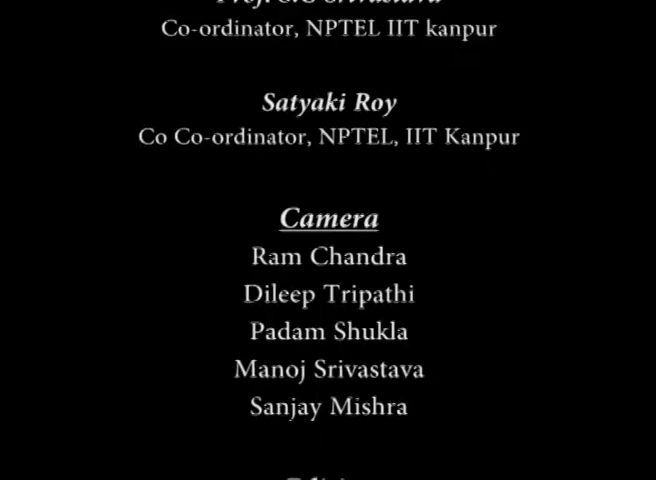 Co-ordinator, NPTEL IIT kanpur
Satyaki Roy
Co Co-ordinator, NPTEL, IIT Kanpur
Camera
Ram Chandra
Dileep Tripathi
Padam Shukla
Manoj Srivastava
Sanjay Mishra